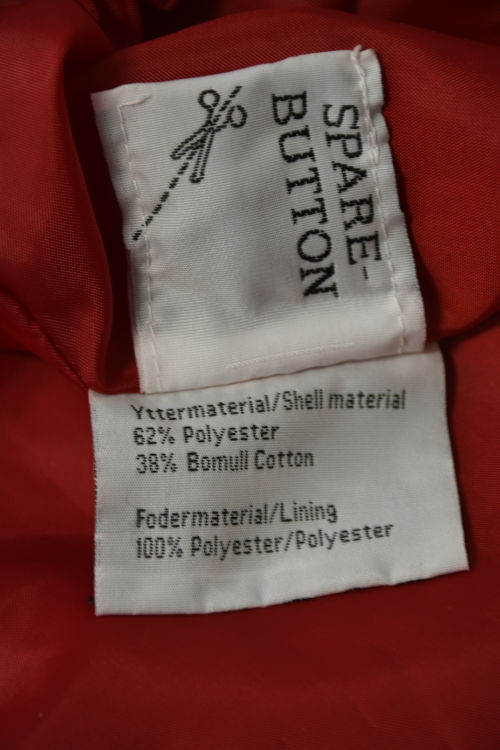 SPARE-
BUTTON
Yttermaterial/Shell material
62% Polyester
38% Bomull Cotton
Fodermaterial/Lining
100% Polyester/Polyester